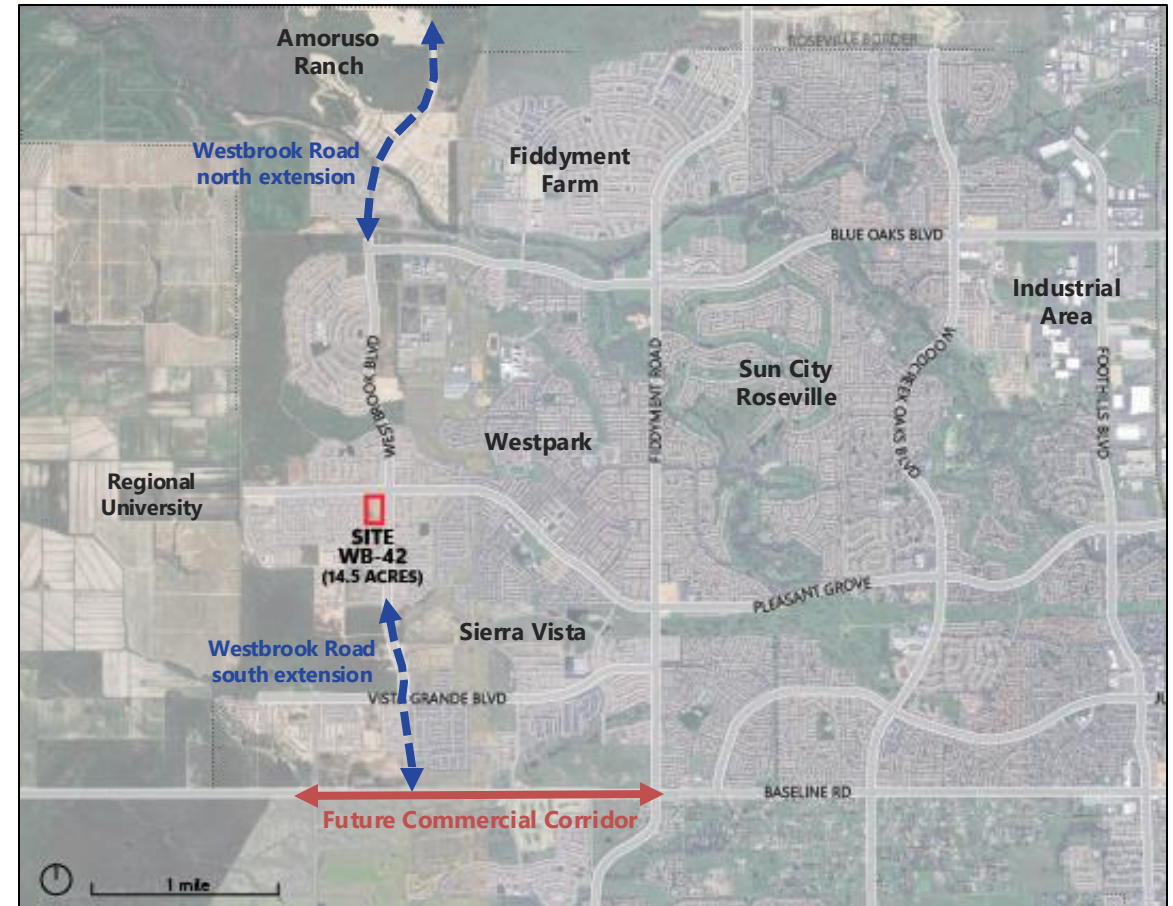 Amoruso
Ranch
ROSEVILLE BORDER
Westbrook Road
north extension
Fiddyment
Farm
BLUE OAKS BLVD
Industrial
Area
WESTBROOK BLVD
FIDDYMENT ROAD
Sun City
Roseville
WOODCREEK OAKS BLVD
FOOTHILLS BLVD
Westpark
Regional
University
SITE
WB-42
(14.5 ACRES)
PLEASANT GROVE
Sierra Vista
Westbrook Road
south extension
VISTA GRANDE BLVD
BASELINE RD
Future Commercial Corridor
1 mile